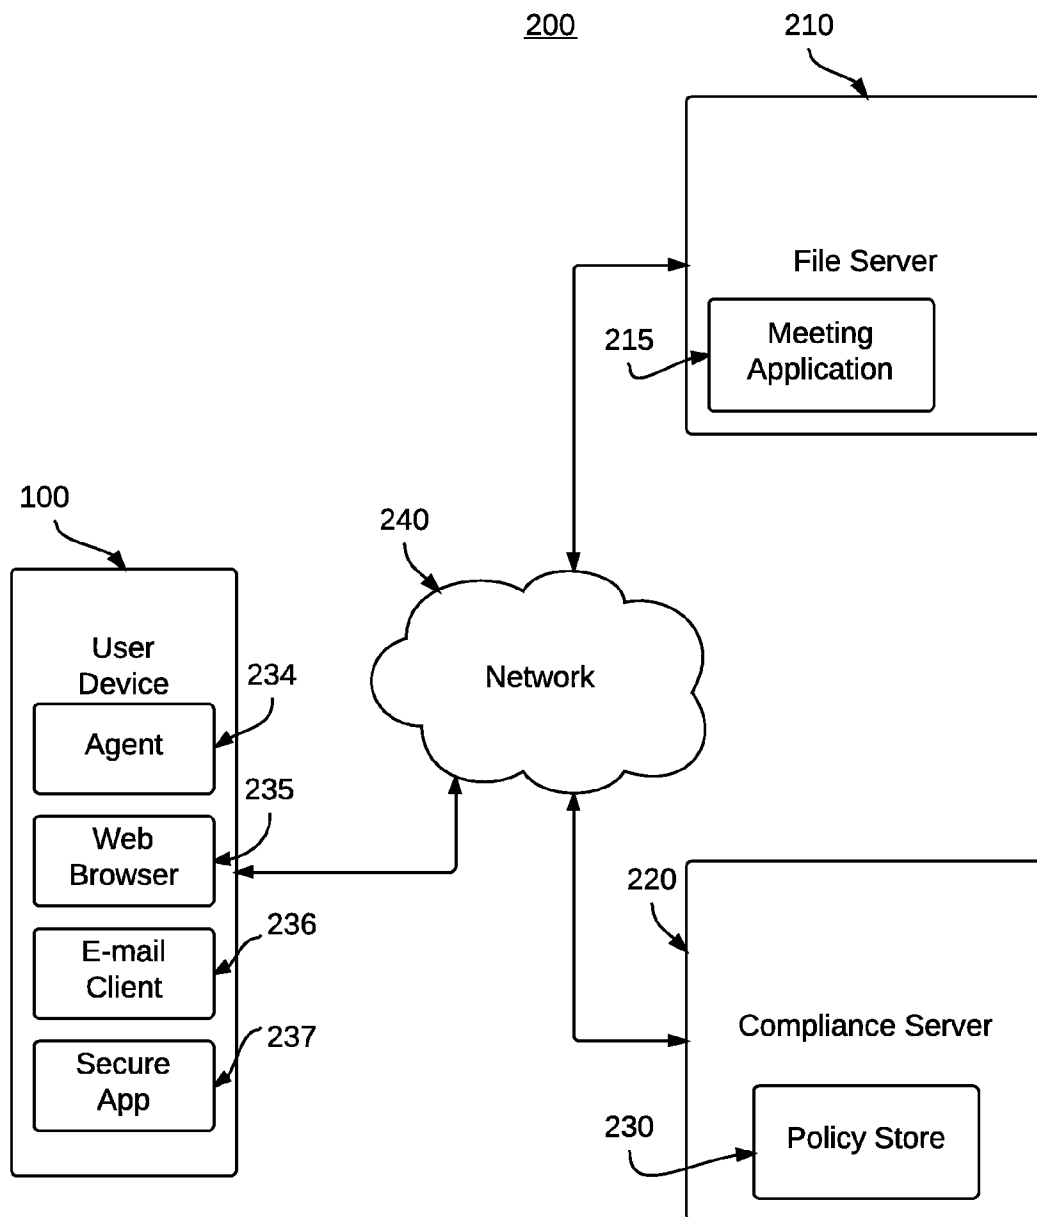 200
210
File Server
215
Meeting
Application
100
240
User
Device
234
Network
Agent
235
Web
Browser
220
236
E-mail
Client
Compliance Server
237
Secure
App
230
Policy Store